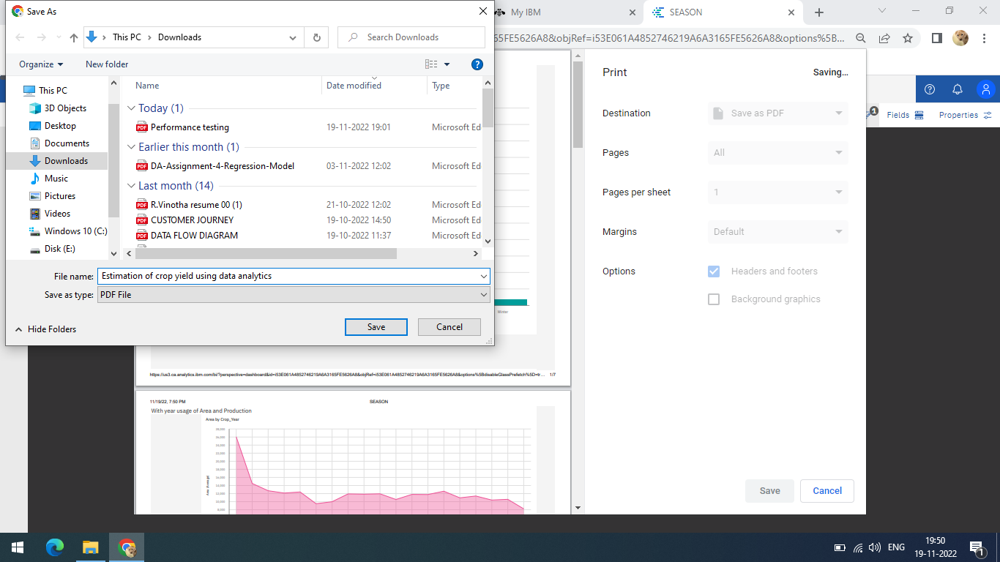 Save As
My IBM
SEASON
This PC
Downloads
Search Downloads
65FE5626A8&objRef=i53E061A4852746219A6A3165FE5626A8&options%5B...
Organize
New folder
This PC
3D Objects
Desktop
Documents
Downloads
Music
Pictures
Videos
Windows 10 (C:)
Disk (E:)
Name
Date modified
Type
Today (1)
PDF Performance testing 19-11-2022 19:01 Microsoft Ed
Earlier this month (1)
PDF DA-Assignment-4-Regression-Model 03-11-2022 12:02 Microsoft Ed
Last month (14)
PDF R.Vinotha resume 00 (1) 21-10-2022 12:02 Microsoft Ed
PDF CUSTOMER JOURNEY 19-10-2022 14:50 Microsoft Ed
PDF DATA FLOW DIAGRAM 19-10-2022 11:37 Microsoft Ed
File name: Estimation of crop yield using data analytics
Save as type: PDF File
Hide Folders
Save
Cancel
Print
Saving...
Destination
Save as PDF
Pages
All
Pages per sheet
1
Margins
Default
Options
Headers and footers
Background graphics
Save
Cancel
1
Fields
Properties
Winter
https://us3.ca.analytics.ibm.com/bi/?perspective=dashboard&id=i53E061A4852746219A6A3165FE5626A8&objRef=i53E061A4852746219A6A3165FE5626A8&options%5BdisableGlassPrefetch%5D=tr... 1/7
11/19/22, 7:50 PM
SEASON
With year usage of Area and Production
Area by Crop_Year
28,000
26,000
24,000
22,000
20,000
18,000
16,000
14,000
12,000
10,000
8,000
Area (Average)
ENG
19:50
19-11-2022
1